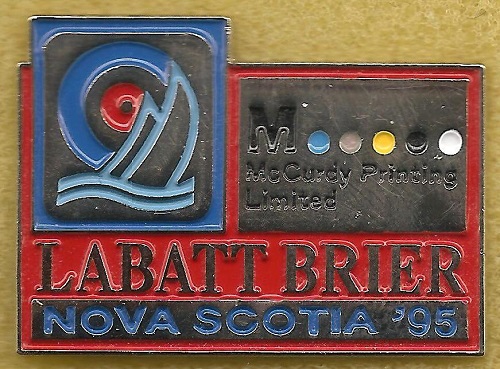 M
McCurdy Printing
Limited
LABATT BRIER
NOVA SCOTIA '95